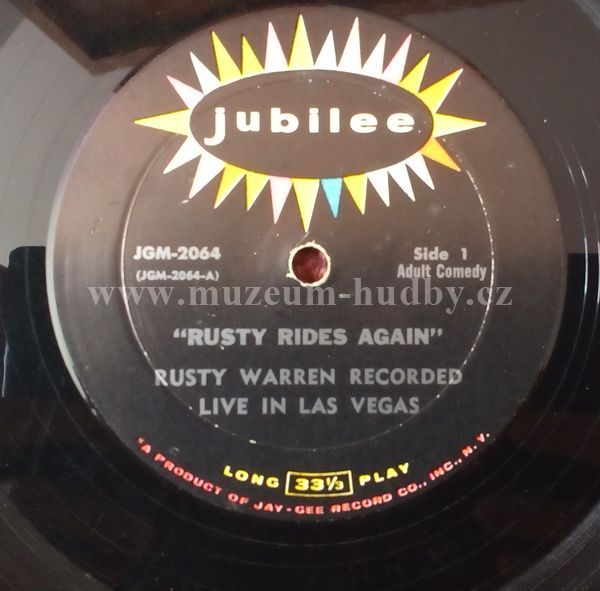 jubilee
JGM-2064
(JGM-2064-A)
Side 1
Adult Comedy
www.muzeum-hudby.cz
"RUSTY RIDES AGAIN"
RUSTY WARREN RECORDED
LIVE IN LAS VEGAS
LONG 33⅓ PLAY
"A PRODUCT OF JAY-GEE RECORD CO., INC., N.Y.